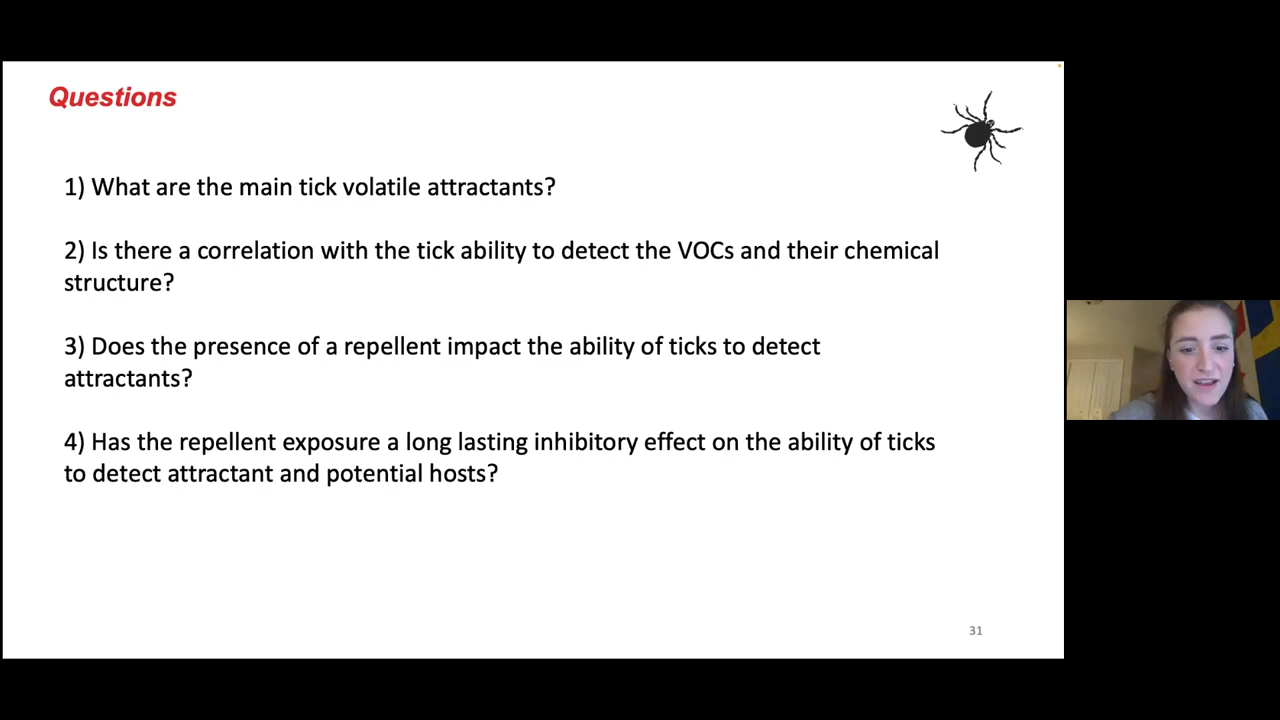 Questions
1) What are the main tick volatile attractants?
2) Is there a correlation with the tick ability to detect the VOCs and their chemical
structure?
3) Does the presence of a repellent impact the ability of ticks to detect
attractants?
4) Has the repellent exposure a long lasting inhibitory effect on the ability of ticks
to detect attractant and potential hosts?
31